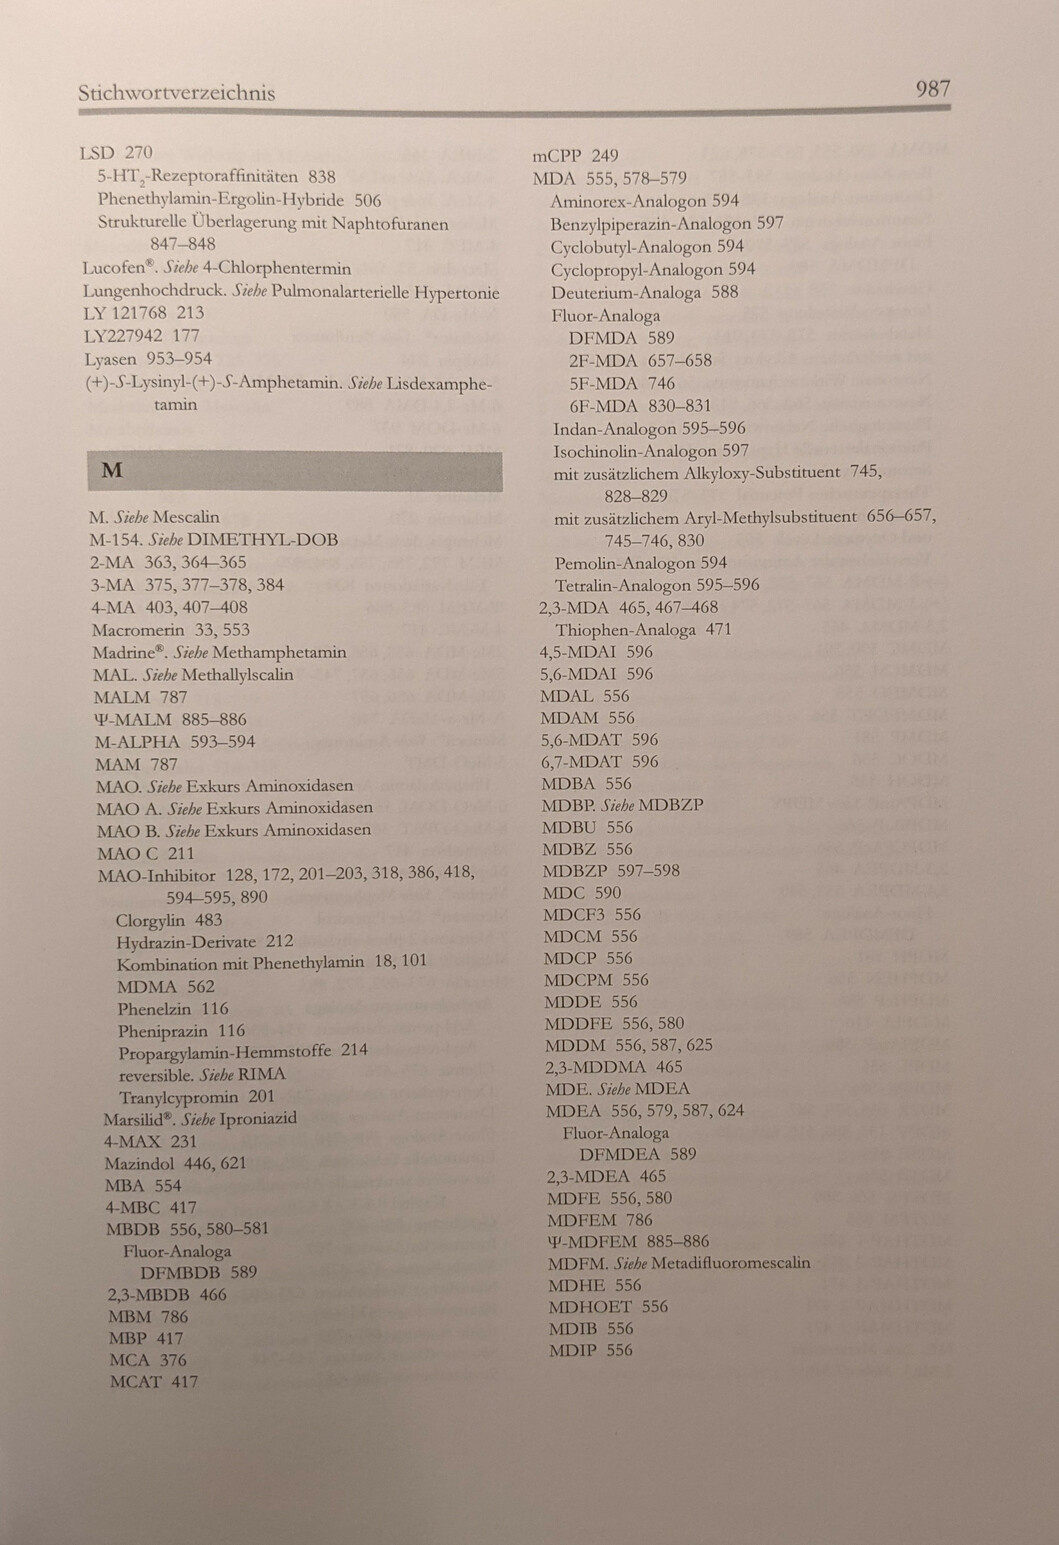 Stichwortverzeichnis
987
LSD 270
5-HT₂-Rezeptoraffinitäten 838
Phenethylamin-Ergolin-Hybride 506
Strukturelle Überlagerung mit Naphtofuranen
847–848
Lucofen®. Siehe 4-Chlorphentermin
Lungenhochdruck. Siehe Pulmonalarterielle Hypertonie
LY 121768 213
LY227942 177
Lyasen 953–954
(+)-S-Lysinyl-(+)-S-Amphetamin. Siehe Lisdexamphe-
tamin
M
M. Siehe Mescalin
M-154. Siehe DIMETHYL-DOB
2-MA 363, 364–365
3-MA 375, 377–378, 384
4-MA 403, 407–408
Macromerin 33, 553
Madrine®. Siehe Methamphetamin
MAL. Siehe Methallylscalin
MALM 787
Ψ-MALM 885–886
M-ALPHA 593–594
MAM 787
MAO. Siehe Exkurs Aminoxidasen
MAO A. Siehe Exkurs Aminoxidasen
MAO B. Siehe Exkurs Aminoxidasen
MAO C 211
MAO-Inhibitor 128, 172, 201–203, 318, 386, 418,
594–595, 890
Clorgylin 483
Hydrazin-Derivate 212
Kombination mit Phenethylamin 18, 101
MDMA 562
Phenelzin 116
Pheniprazin 116
Propargylamin-Hemmstoffe 214
reversible. Siehe RIMA
Tranylcypromin 201
Marsilid®. Siehe Iproniazid
4-MAX 231
Mazindol 446, 621
MBA 554
4-MBC 417
MBDB 556, 580–581
Fluor-Analoga
DFMBDB 589
2,3-MBDB 466
MBM 786
MBP 417
MCA 376
MCAT 417
mCPP 249
MDA 555, 578–579
Aminorex-Analogon 594
Benzylpiperazin-Analogon 597
Cyclobutyl-Analogon 594
Cyclopropyl-Analogon 594
Deuterium-Analoga 588
Fluor-Analoga
DFMDA 589
2F-MDA 657–658
5F-MDA 746
6F-MDA 830–831
Indan-Analogon 595–596
Isochinolin-Analogon 597
mit zusätzlichem Alkyloxy-Substituent 745,
828–829
mit zusätzlichem Aryl-Methylsubstituent 656–657,
745–746, 830
Pemolin-Analogon 594
Tetralin-Analogon 595–596
2,3-MDA 465, 467–468
Thiophen-Analoga 471
4,5-MDAI 596
5,6-MDAI 596
MDAL 556
MDAM 556
5,6-MDAT 596
6,7-MDAT 596
MDBA 556
MDBP. Siehe MDBZP
MDBU 556
MDBZ 556
MDBZP 597–598
MDC 590
MDCF3 556
MDCM 556
MDCP 556
MDCPM 556
MDDE 556
MDDFE 556, 580
MDDM 556, 587, 625
2,3-MDDMA 465
MDE. Siehe MDEA
MDEA 556, 579, 587, 624
Fluor-Analoga
DFMDEA 589
2,3-MDEA 465
MDFE 556, 580
MDFEM 786
Ψ-MDFEM 885–886
MDFM. Siehe Metadifluoromescalin
MDHE 556
MDHOET 556
MDIB 556
MDIP 556